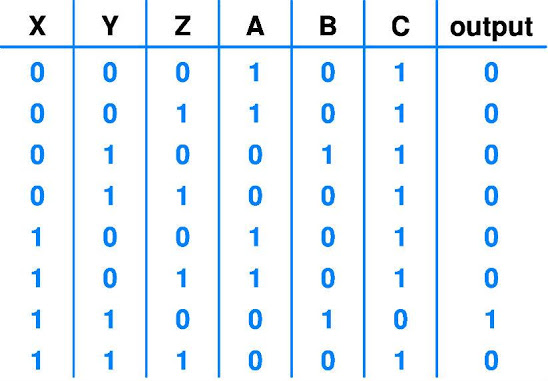 X Y Z A B C output
0 0 0 1 0 1 0
0 0 1 1 0 1 0
0 1 0 0 1 1 0
0 1 1 0 0 1 0
1 0 0 1 0 1 0
1 0 1 1 0 1 0
1 1 0 0 1 0 1
1 1 1 0 0 1 0